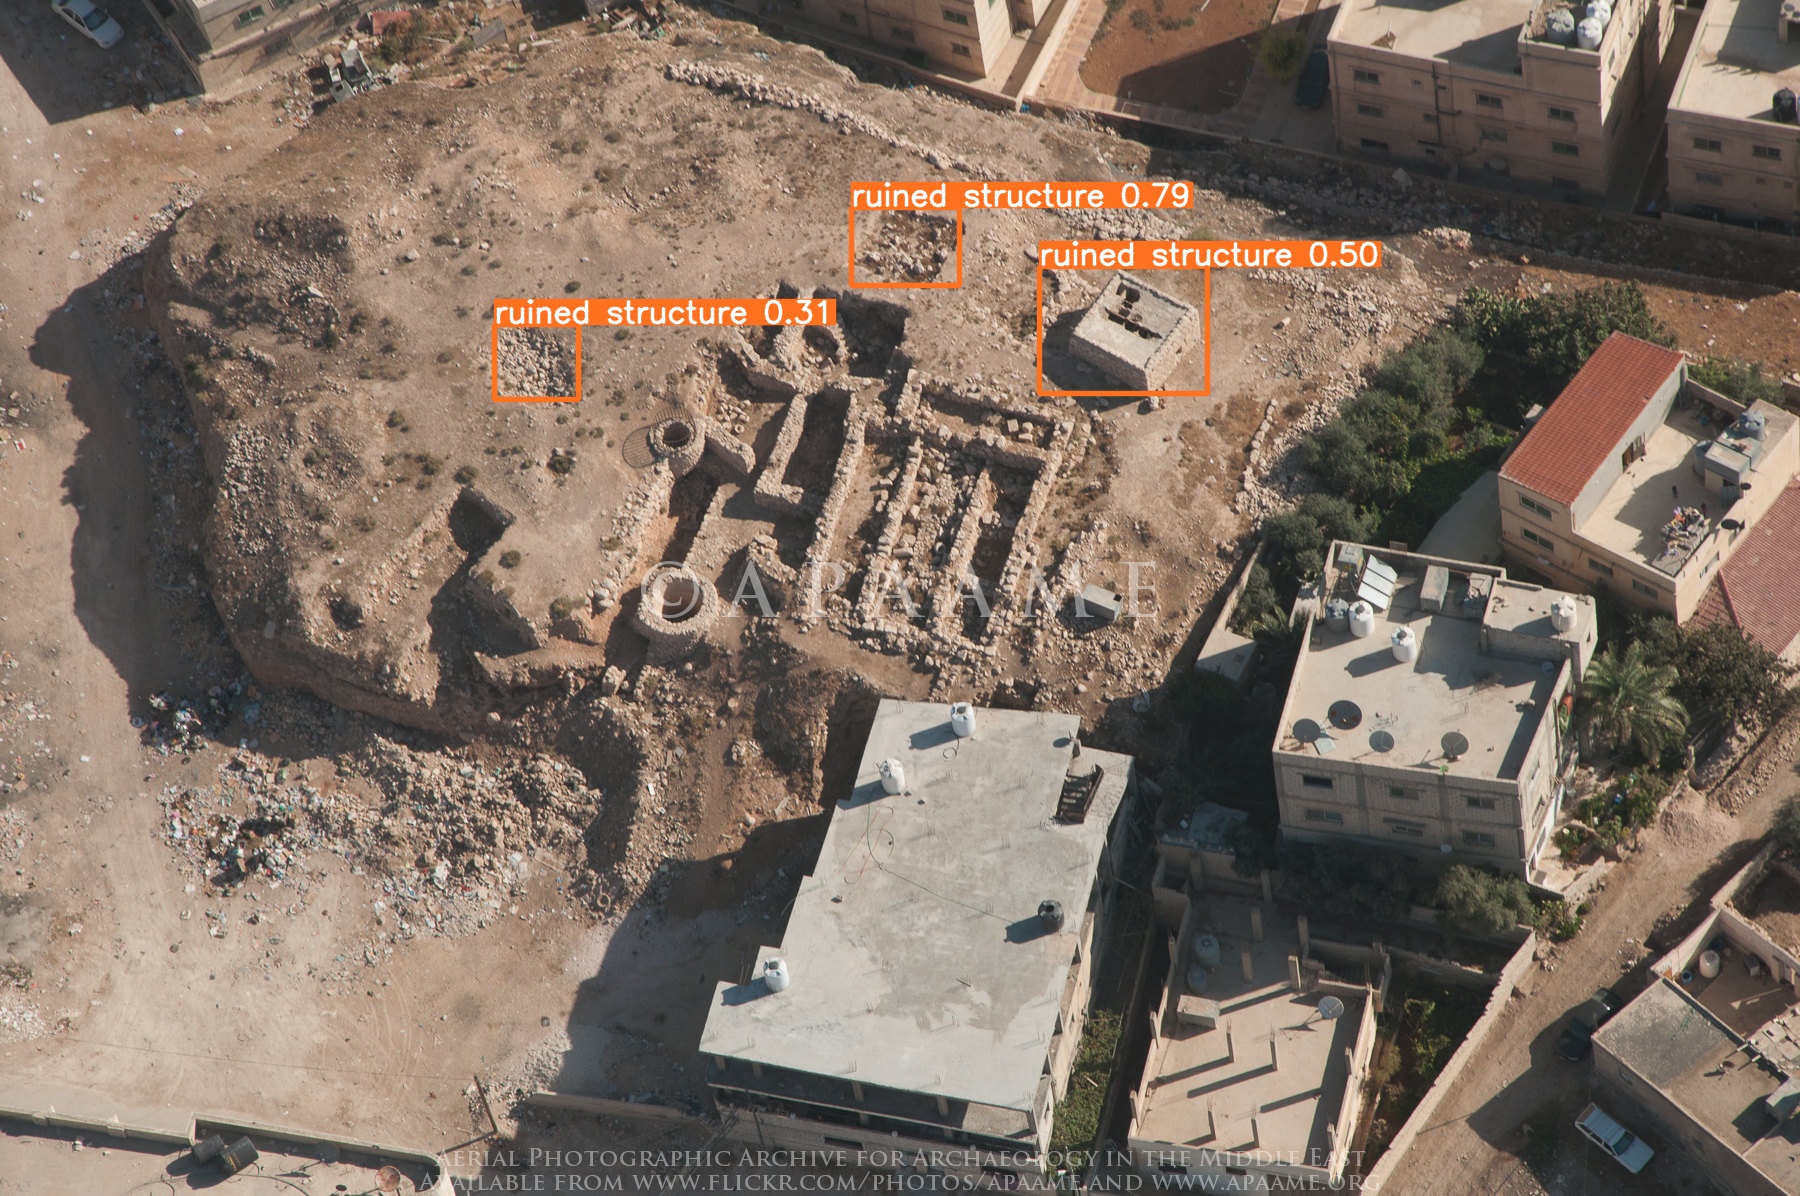 ruined structure 0.79
ruined structure 0.50
ruined structure 0.31
© APAAME
Aerial Photographic Archive for Archaeology in the Middle East
Available from www.flickr.com/photos/apaame and www.apaame.org